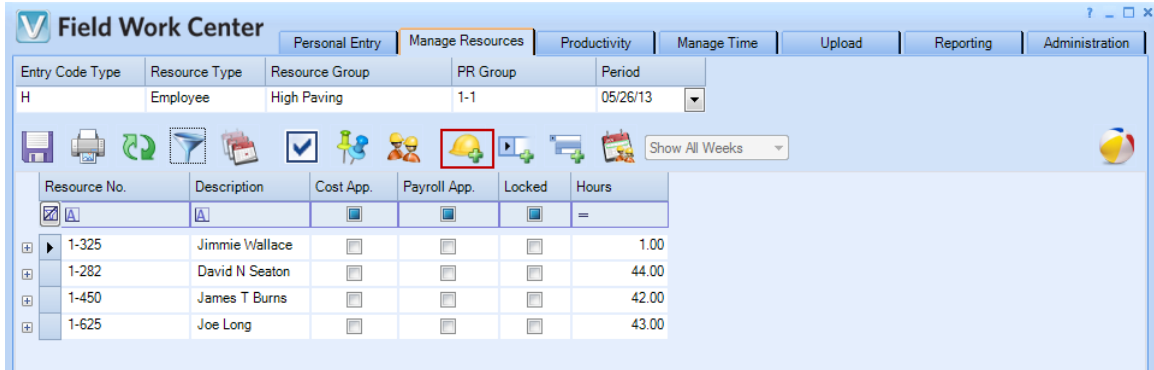 ? _ □ ×
V Field Work Center
Personal Entry Manage Resources Productivity Manage Time Upload Reporting Administration
Entry Code Type Resource Type Resource Group PR Group Period
H Employee High Paving 1-1 05/26/13
Show All Weeks
Resource No. Description Cost App. Payroll App. Locked Hours
A A =
1-325 Jimmie Wallace 1.00
1-282 David N Seaton 44.00
1-450 James T Burns 42.00
1-625 Joe Long 43.00